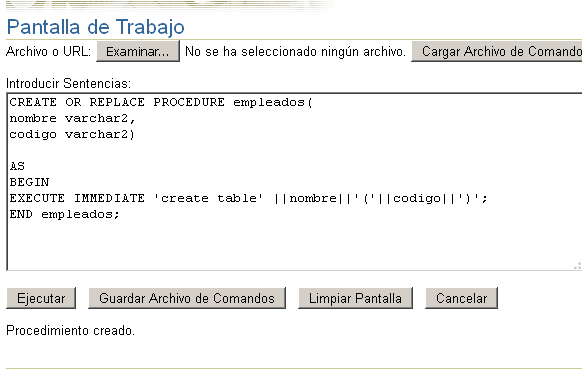 Pantalla de Trabajo
Archivo o URL: Examinar... No se ha seleccionado ningún archivo. Cargar Archivo de Comando
Introducir Sentencias:
CREATE OR REPLACE PROCEDURE empleados(
nombre varchar2,
codigo varchar2)
AS
BEGIN
EXECUTE IMMEDIATE 'create table' ||nombre||'('||codigo||')';
END empleados;
Ejecutar Guardar Archivo de Comandos Limpiar Pantalla Cancelar
Procedimiento creado.